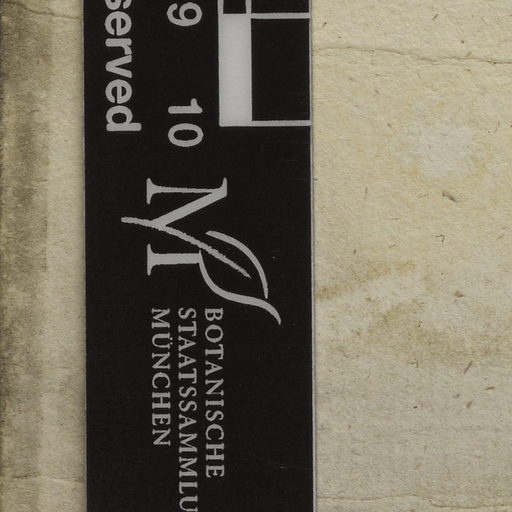 served
9 10
BOTANISCHE
STAATSSAMMLU
MÜNCHEN